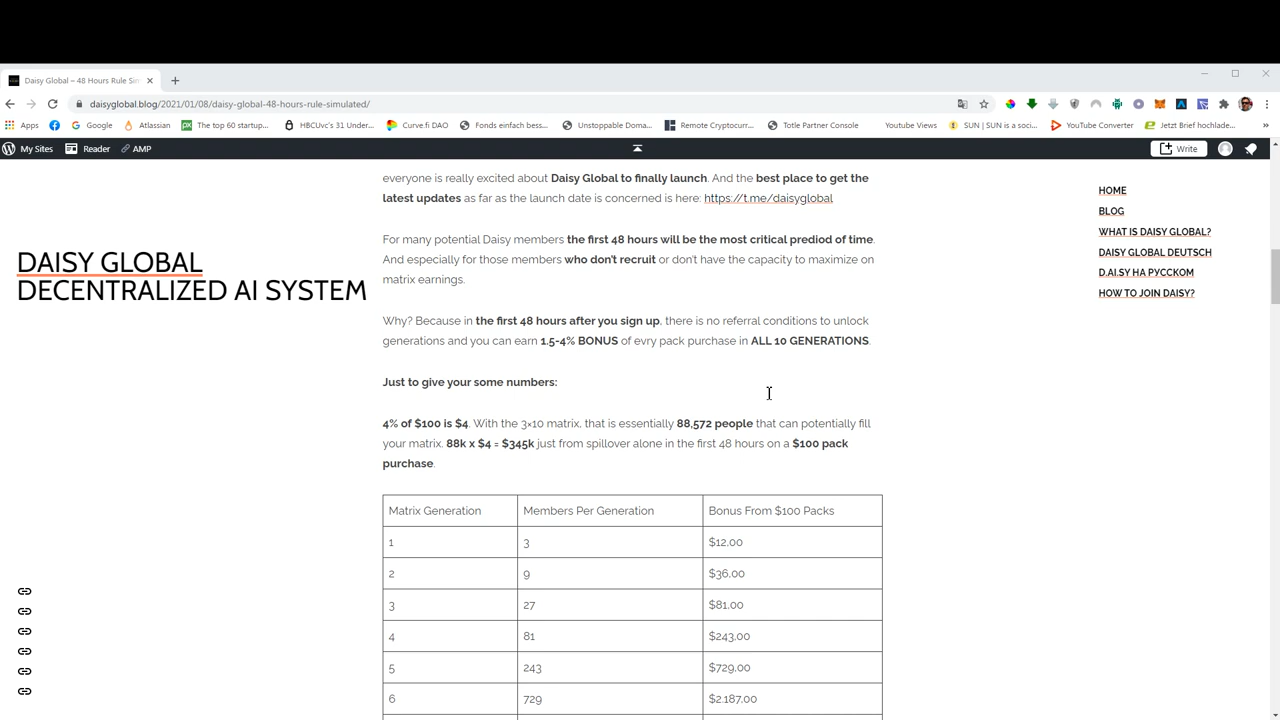 Daisy Global – 48 Hours Rule Sim
daisyglobal.blog/2021/01/08/daisy-global-48-hours-rule-simulated/
Apps
Google
Atlassian
The top 60 startup...
HBCUvc's 31 Under...
Curve.fi DAO
Fonds einfach bess...
Unstoppable Doma...
Remote Cryptocurr...
Totle Partner Console
Youtube Views
SUN | SUN is a soci...
YouTube Converter
Jetzt Brief hochlade...
My Sites
Reader
AMP
Write
DAISY GLOBAL
DECENTRALIZED AI SYSTEM
everyone is really excited about Daisy Global to finally launch. And the best place to get the
latest updates as far as the launch date is concerned is here: https://t.me/daisyglobal
For many potential Daisy members the first 48 hours will be the most critical prediod of time.
And especially for those members who don't recruit or don't have the capacity to maximize on
matrix earnings.
Why? Because in the first 48 hours after you sign up, there is no referral conditions to unlock
generations and you can earn 1.5-4% BONUS of evry pack purchase in ALL 10 GENERATIONS.
Just to give your some numbers:
4% of $100 is $4. With the 3×10 matrix, that is essentially 88,572 people that can potentially fill
your matrix. 88k x $4 = $345k just from spillover alone in the first 48 hours on a $100 pack
purchase.
Matrix Generation Members Per Generation Bonus From $100 Packs
1 3 $12.00
2 9 $36.00
3 27 $81.00
4 81 $243.00
5 243 $729.00
6 729 $2.187.00
HOME
BLOG
WHAT IS DAISY GLOBAL?
DAISY GLOBAL DEUTSCH
D.AI.SY НА РУССКОМ
HOW TO JOIN DAISY?